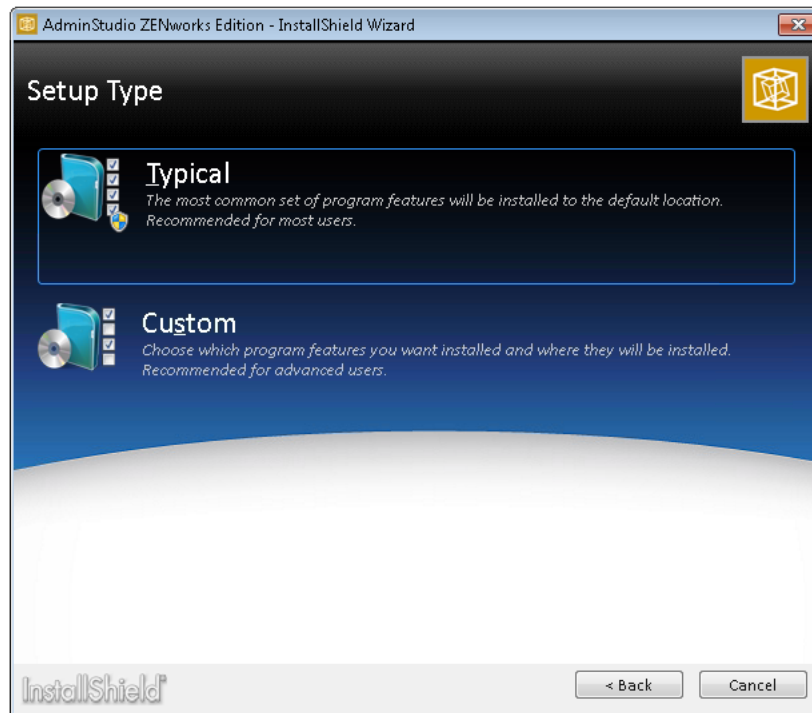 AdminStudio ZENworks Edition - InstallShield Wizard
Setup Type
Typical
The most common set of program features will be installed to the default location.
Recommended for most users.
Custom
Choose which program features you want installed and where they will be installed.
Recommended for advanced users.
InstallShield®
< Back
Cancel